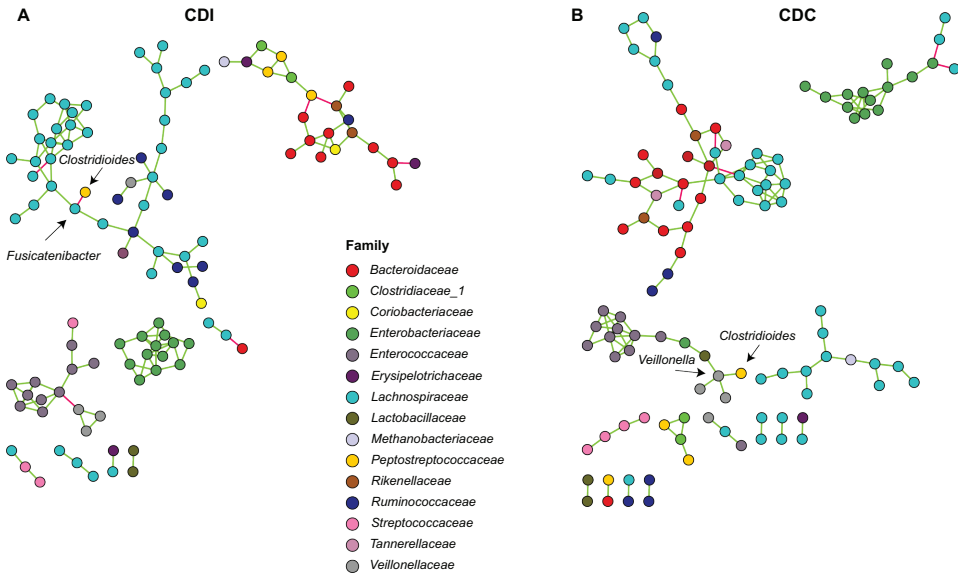 A
CDI
B
CDC
Clostridioides
Fusicatenibacter
Family
Bacteroidaceae
Clostridiaceae_1
Coriobacteriaceae
Enterobacteriaceae
Enterococcaceae
Erysipelotrichaceae
Lachnospiraceae
Lactobacillaceae
Methanobacteriaceae
Peptostreptococcaceae
Rikenellaceae
Ruminococcaceae
Streptococcaceae
Tannerellaceae
Veillonellaceae
Clostridioides
Veillonella